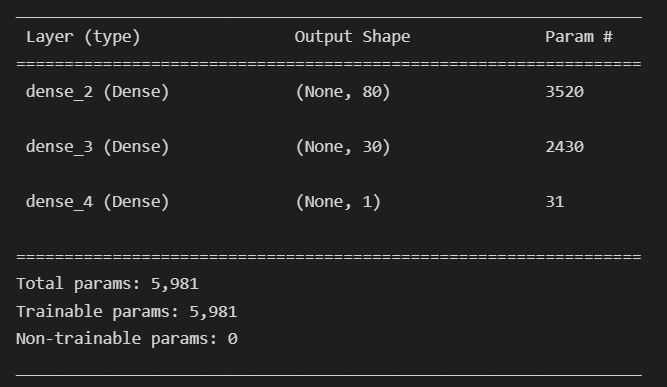 Layer (type) Output Shape Param #
=================================================================
dense_2 (Dense) (None, 80) 3520
dense_3 (Dense) (None, 30) 2430
dense_4 (Dense) (None, 1) 31
=================================================================
Total params: 5,981
Trainable params: 5,981
Non-trainable params: 0